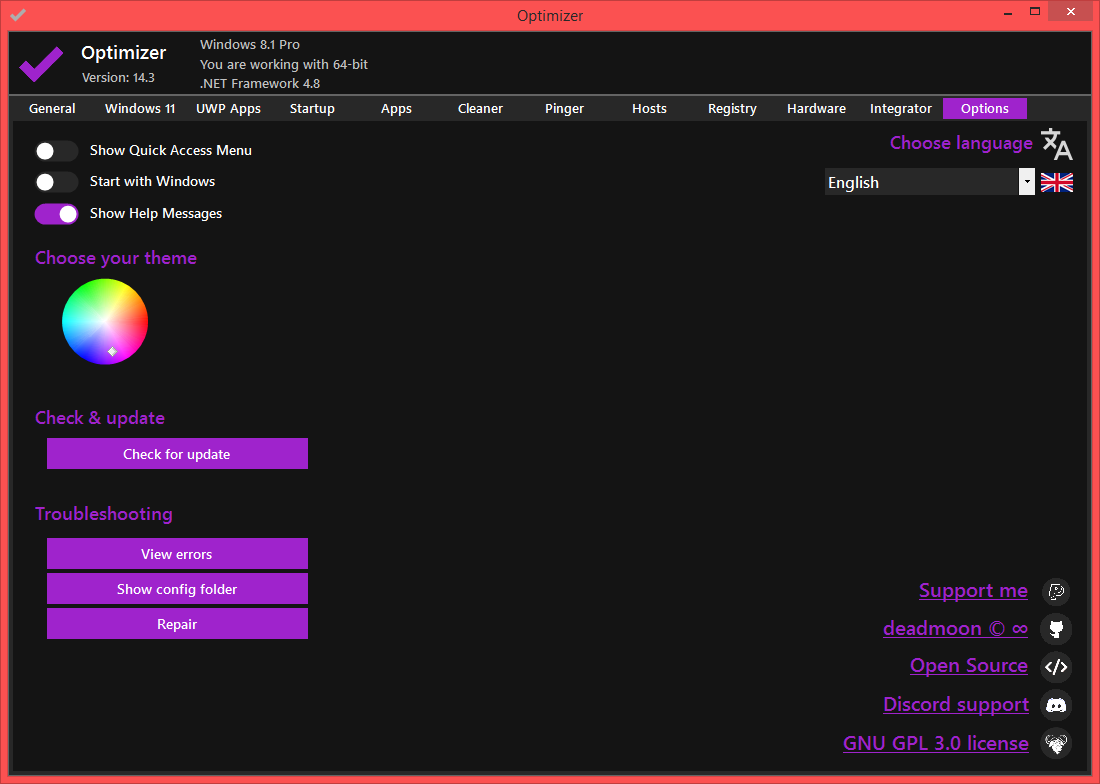 Optimizer
Optimizer
Version: 14.3
Windows 8.1 Pro
You are working with 64-bit
.NET Framework 4.8
General Windows 11 UWP Apps Startup Apps Cleaner Pinger Hosts Registry Hardware Integrator Options
Show Quick Access Menu
Start with Windows
Show Help Messages
Choose language
English
Choose your theme
Check & update
Check for update
Troubleshooting
View errors
Show config folder
Repair
Support me
deadmoon © ∞
Open Source
Discord support
GNU GPL 3.0 license